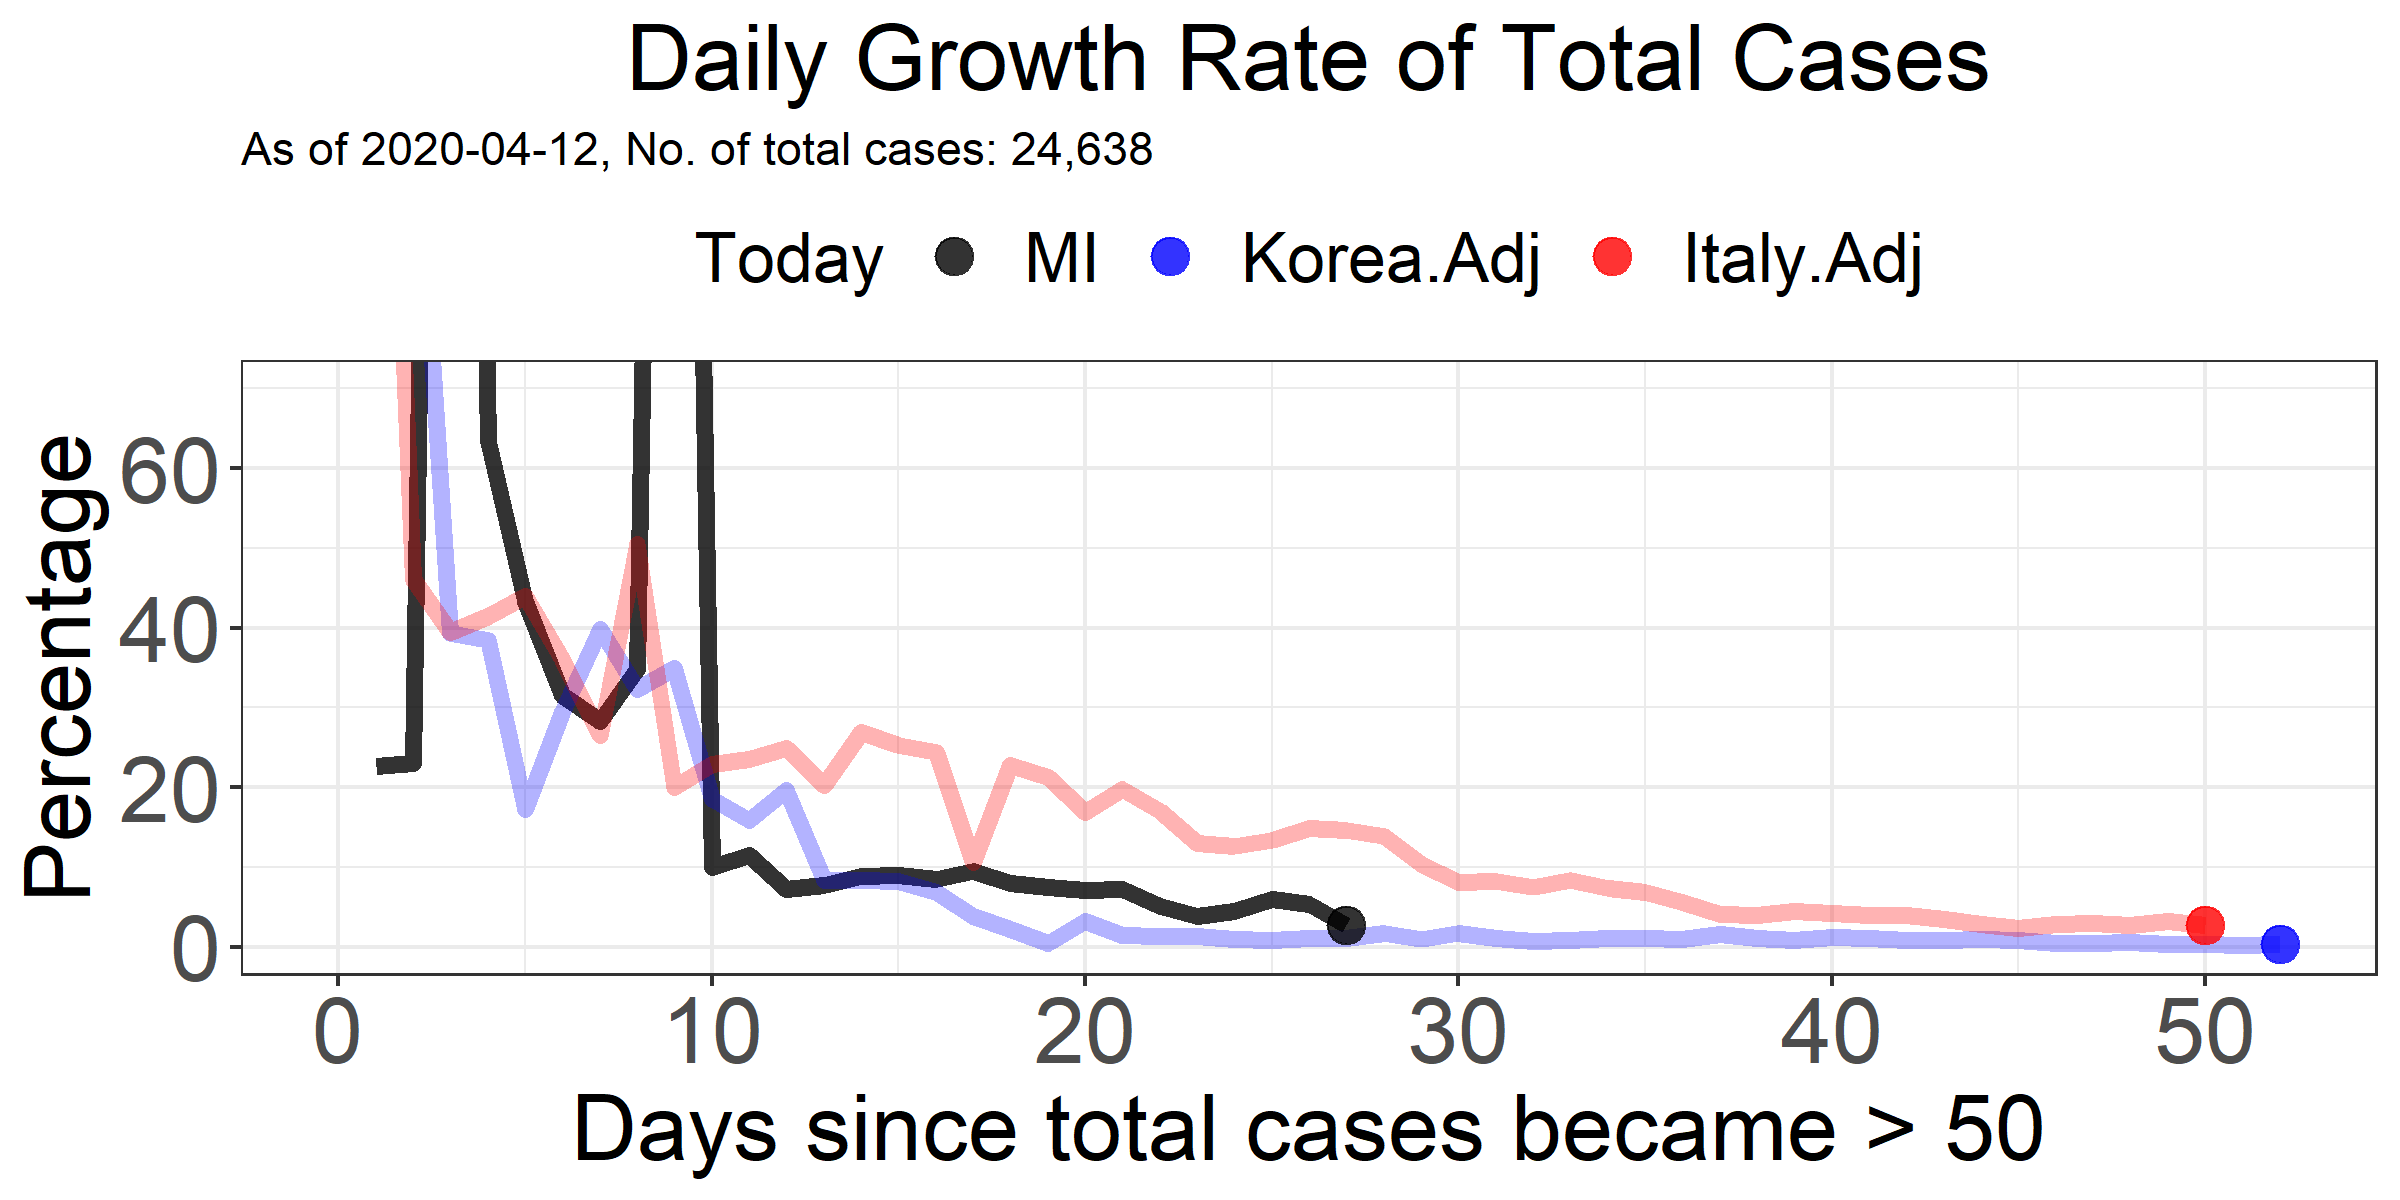 Daily Growth Rate of Total Cases
As of 2020-04-12, No. of total cases: 24,638
Today MI Korea.Adj Italy.Adj
Percentage
60
40
20
0
0 10 20 30 40 50
Days since total cases became > 50